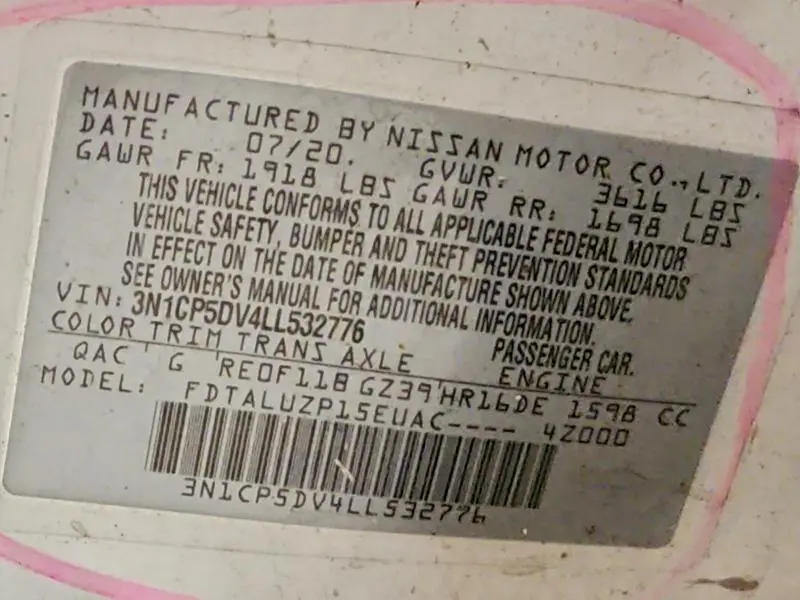 MANUFACTURED BY NISSAN MOTOR CO., LTD.
DATE: 07/20. GVWR: 3616 LBS
GAWR FR: 1918 LBS GAWR RR: 1698 LBS
THIS VEHICLE CONFORMS TO ALL APPLICABLE FEDERAL MOTOR
VEHICLE SAFETY, BUMPER AND THEFT PREVENTION STANDARDS
IN EFFECT ON THE DATE OF MANUFACTURE SHOWN ABOVE.
SEE OWNER'S MANUAL FOR ADDITIONAL INFORMATION.
VIN: 3N1CP5DV4LL532776 PASSENGER CAR.
COLOR TRIM TRANS AXLE ENGINE
QAC G RE0F11B GZ39 HR16DE 1598 CC
MODEL: FDTALUZP15EUAC---- 4Z000
3N1CP5DV4LL532776